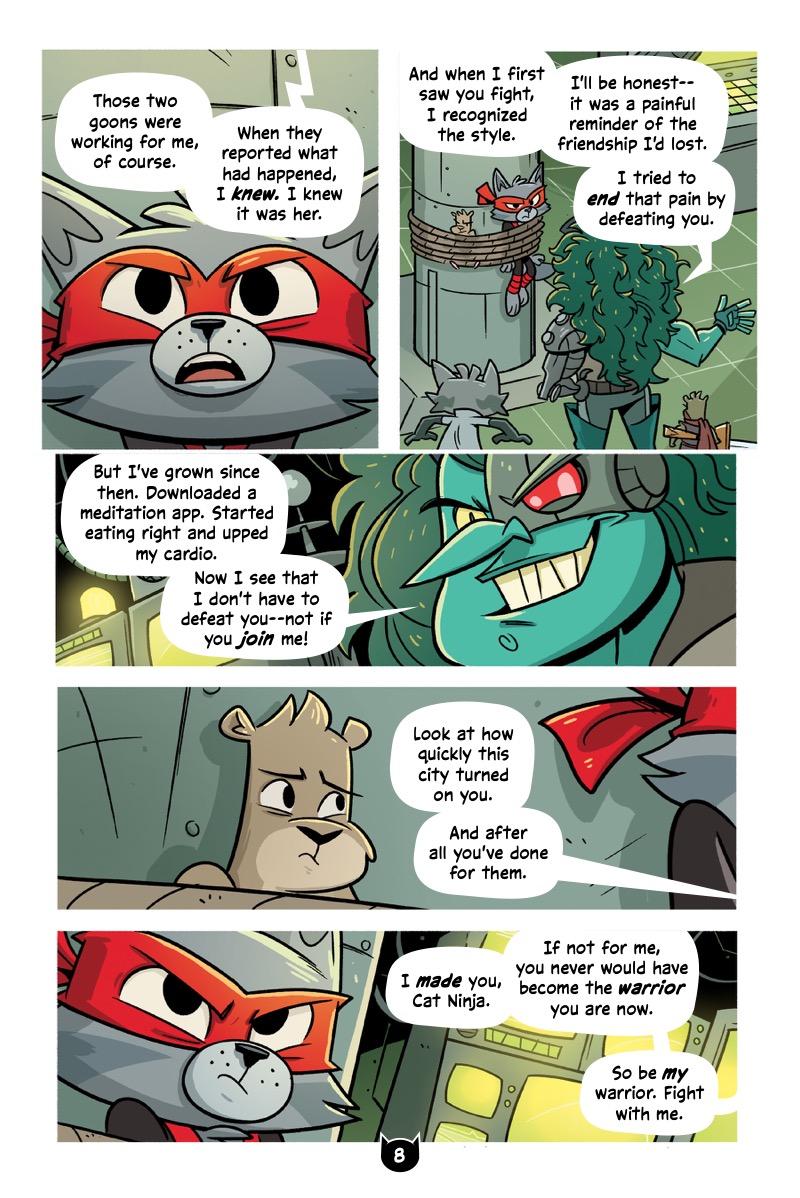 Those two
goons were
working for me,
of course.
When they
reported what
had happened,
I knew. I knew
it was her.
And when I first
saw you fight,
I recognized
the style.
I'll be honest--
it was a painful
reminder of the
friendship I'd lost.
I tried to
end that pain by
defeating you.
But I've grown since
then. Downloaded a
meditation app. Started
eating right and upped
my cardio.
Now I see that
I don't have to
defeat you--not if
you join me!
Look at how
quickly this
city turned
on you.
And after
all you've done
for them.
I made you,
Cat Ninja.
If not for me,
you never would have
become the warrior
you are now.
So be my
warrior. Fight
with me.
8